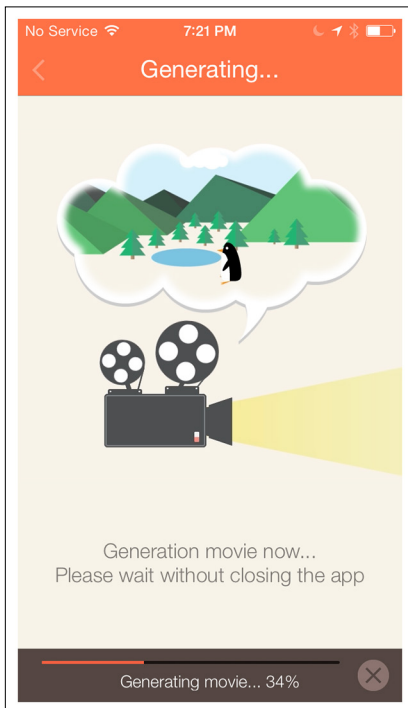 No Service 7:21 PM
Generating...
Generation movie now...
Please wait without closing the app
Generating movie... 34%